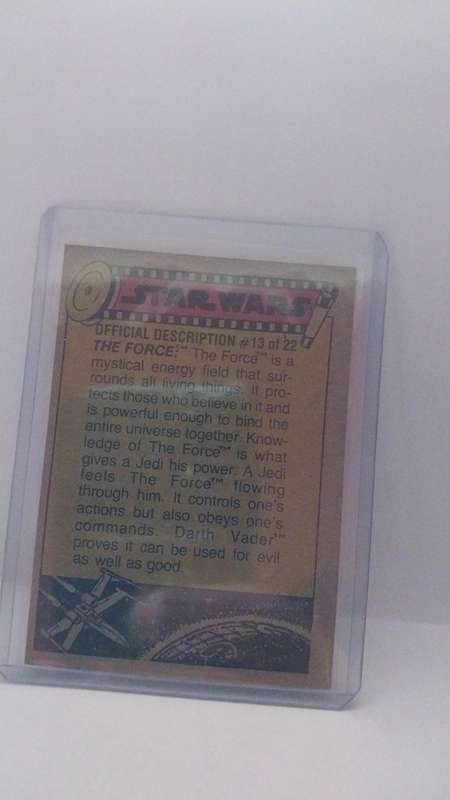 STAR WARS
OFFICIAL DESCRIPTION #13 of 22
THE FORCE:™ The Force™ is a
mystical energy field that sur-
rounds all living things. It pro-
tects those who believe in it and
is powerful enough to bind the
entire universe together. Know-
ledge of The Force™ is what
gives a Jedi his power. A Jedi
feels The Force™ flowing
through him. It controls one's
actions but also obeys one's
commands. Darth Vader™
proves it can be used for evil
as well as good.